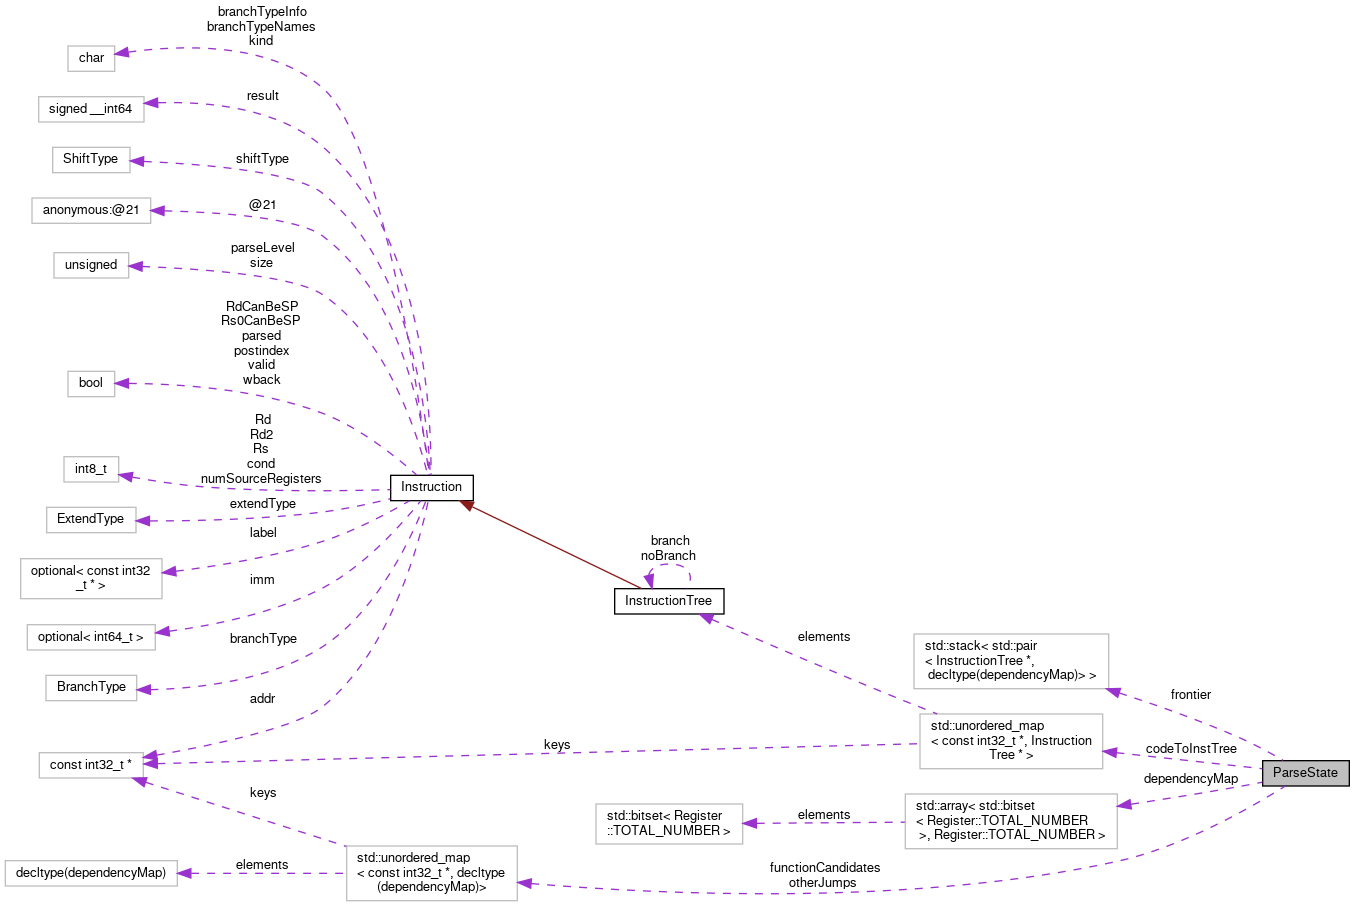 branchTypeInfo
branchTypeNames
kind
char
result
signed __int64
shiftType
ShiftType
@21
anonymous:@21
parseLevel
size
unsigned
RdCanBeSP
Rs0CanBeSP
parsed
postindex
valid
wback
bool
Rd
Rd2
Rs
cond
numSourceRegisters
int8_t
Instruction
extendType
ExtendType
label
optional< const int32
_t * >
imm
optional< int64_t >
branchType
BranchType
addr
const int32_t *
branch
noBranch
InstructionTree
elements
std::stack< std::pair
< InstructionTree *,
decltype(dependencyMap)> >
frontier
std::unordered_map
< const int32_t *, Instruction
Tree * >
keys
codeToInstTree
ParseState
dependencyMap
std::array< std::bitset
< Register::TOTAL_NUMBER
>, Register::TOTAL_NUMBER >
elements
std::bitset< Register
::TOTAL_NUMBER >
keys
functionCandidates
otherJumps
std::unordered_map
< const int32_t *, decltype
(dependencyMap)>
elements
decltype(dependencyMap)